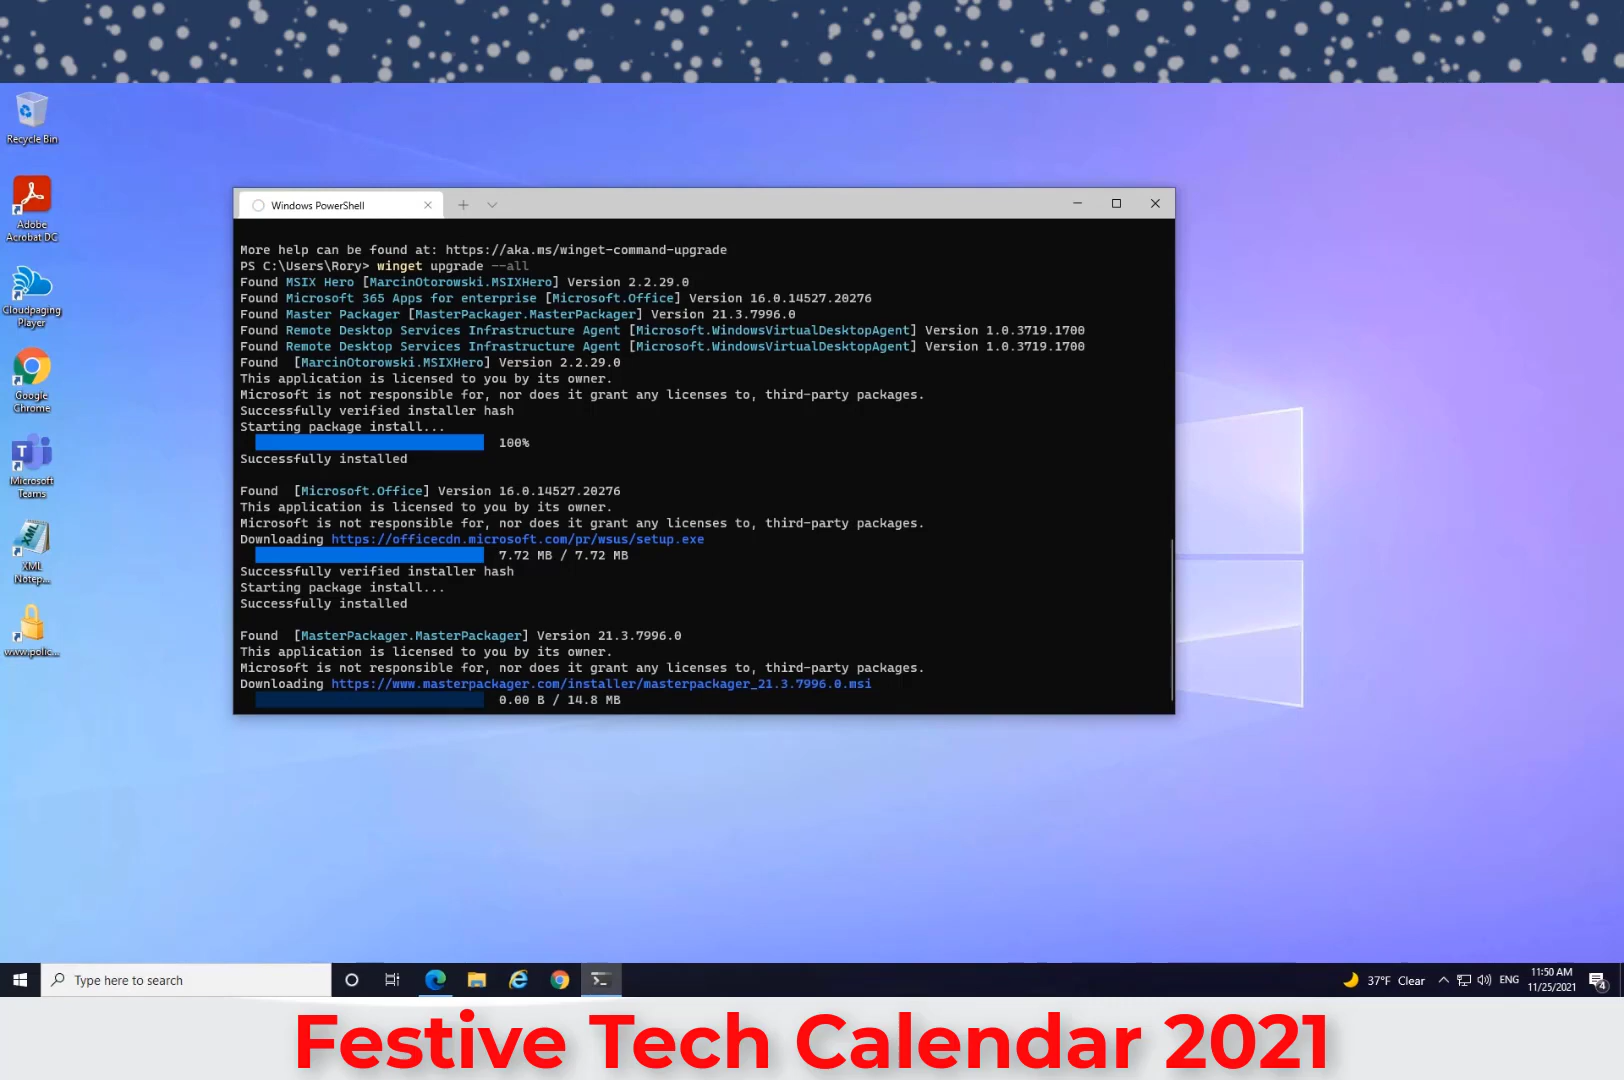 Recycle Bin
Adobe
Acrobat DC
Cloudpaging
Player
Google
Chrome
Microsoft
Teams
XML
Notep...
www.polic...
Windows PowerShell
More help can be found at: https://aka.ms/winget-command-upgrade
PS C:\Users\Rory> winget upgrade --all
Found MSIX Hero [MarcinOtorowski.MSIXHero] Version 2.2.29.0
Found Microsoft 365 Apps for enterprise [Microsoft.Office] Version 16.0.14527.20276
Found Master Packager [MasterPackager.MasterPackager] Version 21.3.7996.0
Found Remote Desktop Services Infrastructure Agent [Microsoft.WindowsVirtualDesktopAgent] Version 1.0.3719.1700
Found Remote Desktop Services Infrastructure Agent [Microsoft.WindowsVirtualDesktopAgent] Version 1.0.3719.1700
Found [MarcinOtorowski.MSIXHero] Version 2.2.29.0
This application is licensed to you by its owner.
Microsoft is not responsible for, nor does it grant any licenses to, third-party packages.
Successfully verified installer hash
Starting package install...
100%
Successfully installed
Found [Microsoft.Office] Version 16.0.14527.20276
This application is licensed to you by its owner.
Microsoft is not responsible for, nor does it grant any licenses to, third-party packages.
Downloading https://officecdn.microsoft.com/pr/wsus/setup.exe
7.72 MB / 7.72 MB
Successfully verified installer hash
Starting package install...
Successfully installed
Found [MasterPackager.MasterPackager] Version 21.3.7996.0
This application is licensed to you by its owner.
Microsoft is not responsible for, nor does it grant any licenses to, third-party packages.
Downloading https://www.masterpackager.com/installer/masterpackager_21.3.7996.0.msi
0.00 B / 14.8 MB
Type here to search
37°F Clear
ENG
11:50 AM
11/25/2021
4
Festive Tech Calendar 2021